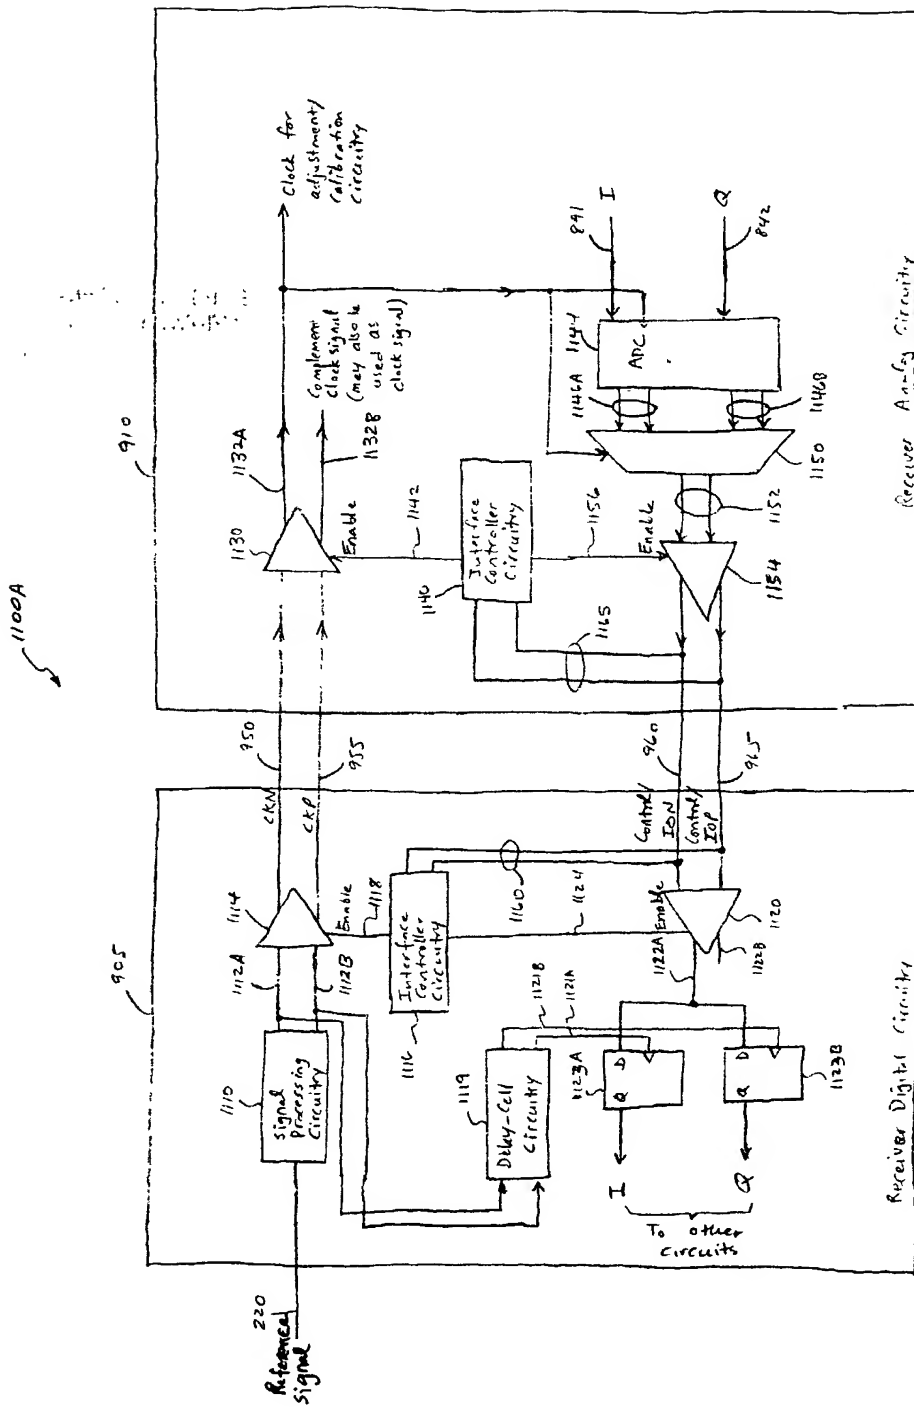 1100A
905
910
220
Reference
Signal
1110
Signal
Processing
Circuitry
1112A
1112B
1114
Enable
1118
1116
Interface
Controller
Circuitry
CKN
CKP
950
955
1130
1132A
1132B
Enable
1142
Clock for
adjustment/
calibration
circuitry
Complement
clock signal
(may also be
used as
clock signal)
1140
Interface
Controller
Circuitry
1156
Enable
1165
1160
1124
1119
Delay-Cell
Circuitry
1121B
1121A
1123A
D
Q
1123B
D
Q
I
Q
To other
circuits
1122A
1122B
Enable
1120
Control/
ION
Control/
IOP
960
965
1154
1152
1150
1146A
1146B
1144
ADC
841
I
842
Q
Receiver Digital Circuitry
Receiver Analog Circuitry